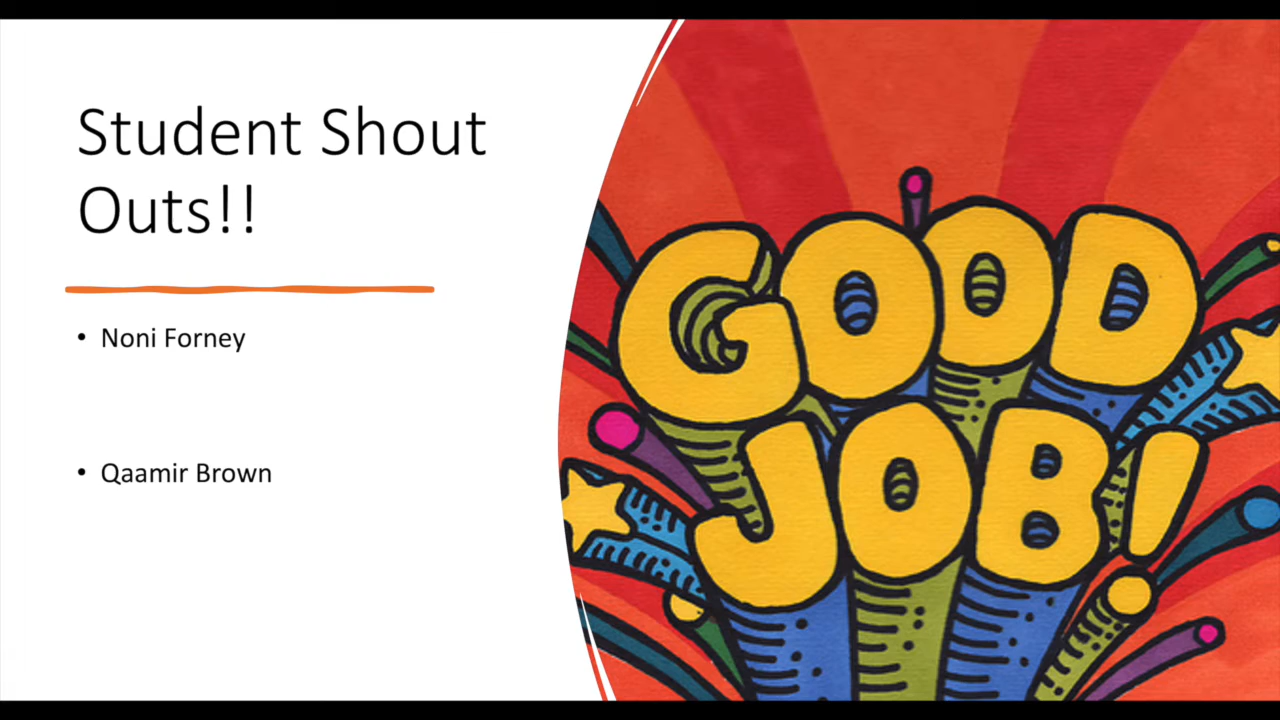 Student Shout
Outs!!
• Noni Forney
• Qaamir Brown
GOOD
JOB!